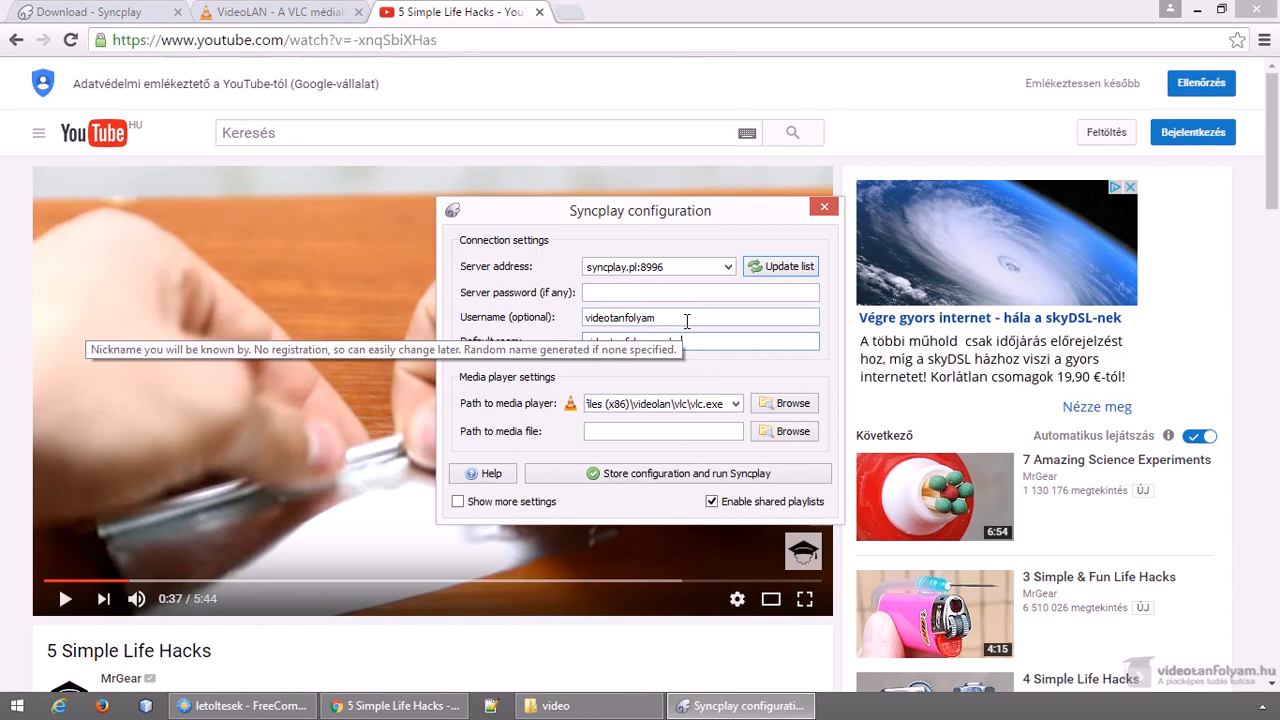 Download - Syncplay
VideoLAN - A VLC médial
5 Simple Life Hacks - You
https://www.youtube.com/watch?v=-xnqSbiXHas
Adatvédelmi emlékeztető a YouTube-tól (Google-vállalat)
Emlékeztessen később
Ellenőrzés
YouTube HU
Keresés
Feltöltés
Bejelentkezés
Syncplay configuration
Connection settings
Server address:
syncplay.pl:8996
Update list
Server password (if any):
Username (optional):
videotanfolyam
Nickname you will be known by. No registration, so can easily change later. Random name generated if none specified.
Media player settings
Path to media player:
files (x86)\videolan\vlc\vlc.exe
Browse
Path to media file:
Browse
Help
Store configuration and run Syncplay
Show more settings
Enable shared playlists
Végre gyors internet - hála a skyDSL-nek
A többi műhold csak időjárás előrejelzést
hoz, míg a skyDSL házhoz viszi a gyors
internetet! Korlátlan csomagok 19,90 €-tól!
Nézze meg
Következő
Automatikus lejátszás
7 Amazing Science Experiments
MrGear
1 130 176 megtekintés ÚJ
6:54
3 Simple & Fun Life Hacks
MrGear
6 510 026 megtekintés ÚJ
4:15
4 Simple Life Hacks
0:37 / 5:44
5 Simple Life Hacks
MrGear
videotanfolyam.hu
A piacképes tudás kulcsa
letoltesek - FreeCom...
5 Simple Life Hacks -...
video
Syncplay configurati...